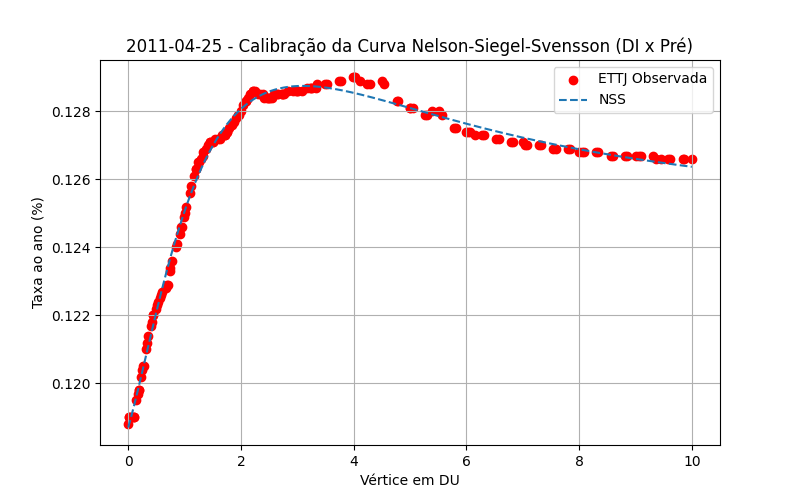 2011-04-25 - Calibração da Curva Nelson-Siegel-Svensson (DI x Pré)
ETTJ Observada
NSS
Taxa ao ano (%)
0.128
0.126
0.124
0.122
0.120
0 2 4 6 8 10
Vértice em DU